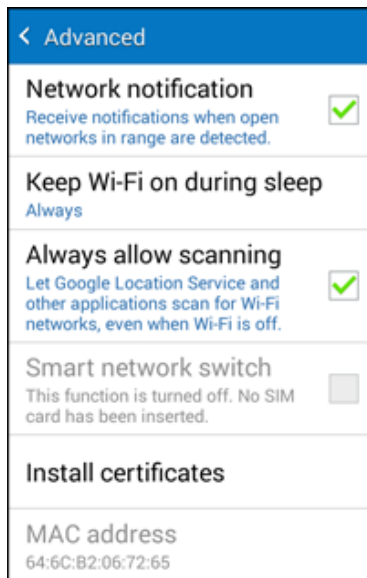 Advanced
Network notification
Receive notifications when open
networks in range are detected.
Keep Wi-Fi on during sleep
Always
Always allow scanning
Let Google Location Service and
other applications scan for Wi-Fi
networks, even when Wi-Fi is off.
Smart network switch
This function is turned off. No SIM
card has been inserted.
Install certificates
MAC address
64:6C:B2:06:72:65